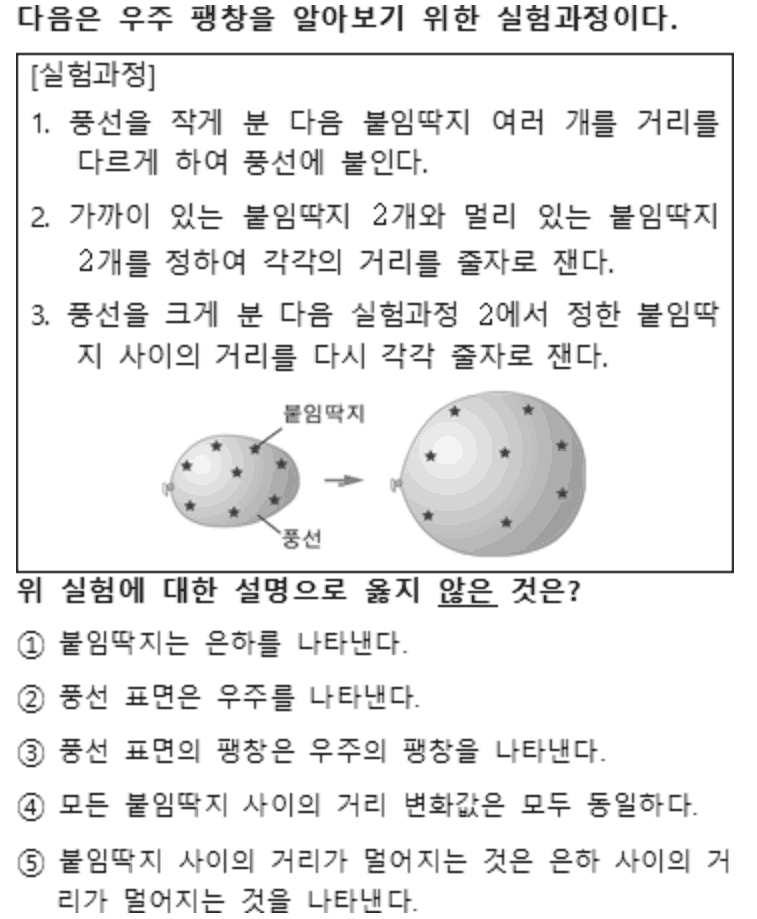 다음은 우주 팽창을 알아보기 위한 실험과정이다.
[실험과정]
1. 풍선을 작게 분 다음 붙임딱지 여러 개를 거리를
다르게 하여 풍선에 붙인다.
2. 가까이 있는 붙임딱지 2개와 멀리 있는 붙임딱지
2개를 정하여 각각의 거리를 줄자로 잰다.
3. 풍선을 크게 분 다음 실험과정 2에서 정한 붙임딱
지 사이의 거리를 다시 각각 줄자로 잰다.
붙임딱지
풍선
위 실험에 대한 설명으로 옳지 않은 것은?
① 붙임딱지는 은하를 나타낸다.
② 풍선 표면은 우주를 나타낸다.
③ 풍선 표면의 팽창은 우주의 팽창을 나타낸다.
④ 모든 붙임딱지 사이의 거리 변화값은 모두 동일하다.
⑤ 붙임딱지 사이의 거리가 멀어지는 것은 은하 사이의 거
리가 멀어지는 것을 나타낸다.